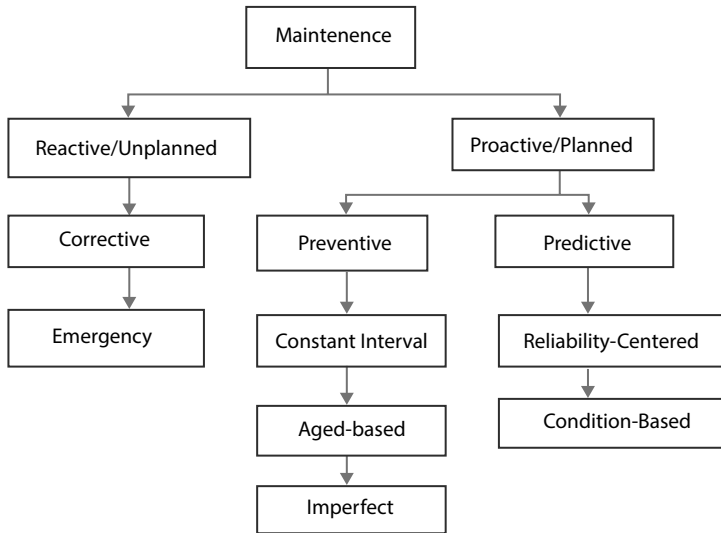 Maintenence
Reactive/Unplanned
Proactive/Planned
Corrective
Preventive
Predictive
Emergency
Constant Interval
Reliability-Centered
Aged-based
Condition-Based
Imperfect